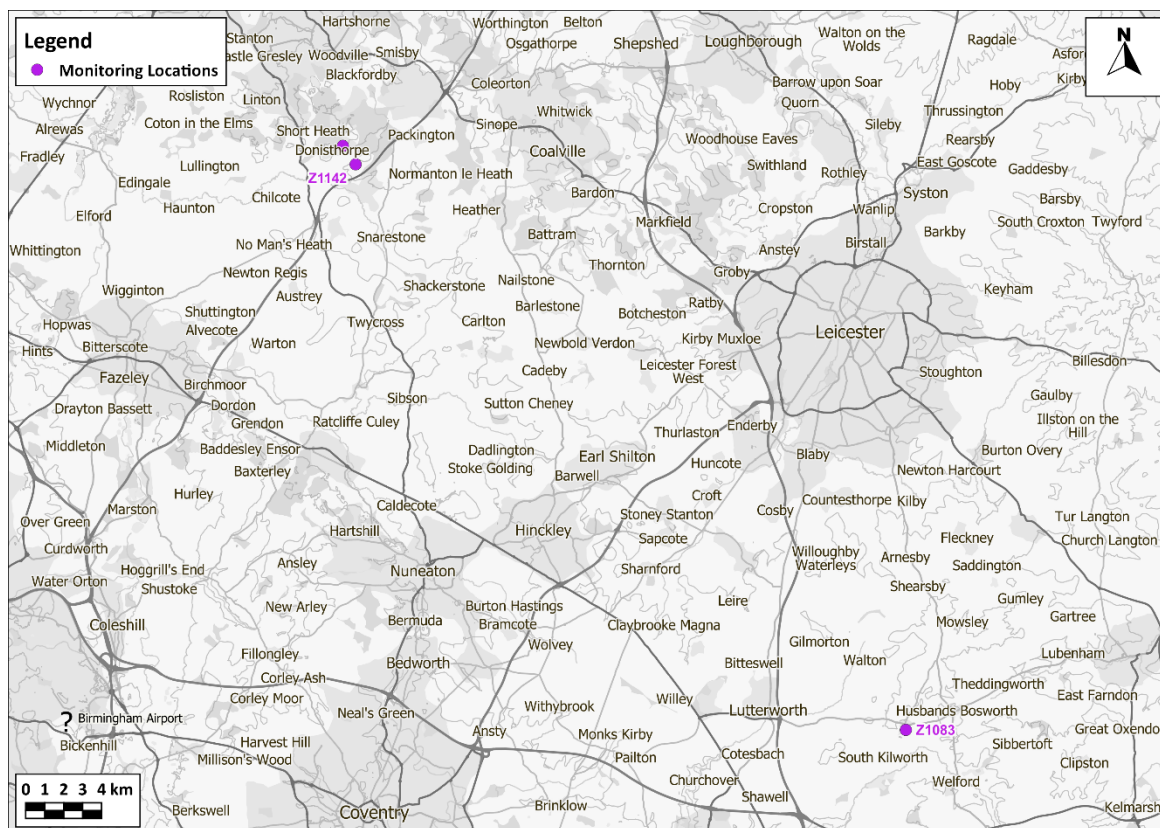 Legend
Monitoring Locations
N
Hartshorne
Worthington
Belton
Walton on the
Wolds
Ragdale
Stanton
Woodville
Smisby
Osgathorpe
Shepshed
Loughborough
Asfor
astle Gresley
Blackfordby
Coleorton
Barrow upon Soar
Hoby
Kirby
Rosliston
Linton
Quorn
Wychnor
Whitwick
Thrussington
Alrewas
Coton in the Elms
Short Heath
Packington
Sinope
Sileby
Woodhouse Eaves
Rearsby
Fradley
Donisthorpe
Coalville
East Goscote
Lullington
Z1142
Normanton le Heath
Swithland
Rothley
Gaddesby
Edingale
Chilcote
Bardon
Syston
Barsby
Elford
Haunton
Heather
Markfield
Cropston
Wanlip
South Croxton
Twyford
Whittington
No Man's Heath
Snarestone
Battram
Anstey
Birstall
Barkby
Newton Regis
Thornton
Groby
Wigginton
Austrey
Shackerstone
Nailstone
Keyham
Shuttington
Barlestone
Ratby
Hopwas
Alvecote
Twycross
Carlton
Botcheston
Leicester
Bitterscote
Warton
Newbold Verdon
Kirby Muxloe
Hints
Leicester Forest
West
Billesdon
Fazeley
Birchmoor
Cadeby
Stoughton
Drayton Bassett
Dordon
Sibson
Sutton Cheney
Gaulby
Grendon
Ratcliffe Culey
Thurlaston
Enderby
Illston on the
Hill
Middleton
Baddesley Ensor
Dadlington
Earl Shilton
Blaby
Burton Overy
Baxterley
Stoke Golding
Barwell
Huncote
Newton Harcourt
Hurley
Croft
Countesthorpe
Kilby
Marston
Caldecote
Stoney Stanton
Cosby
Over Green
Hartshill
Hinckley
Sapcote
Tur Langton
Curdworth
Fleckney
Church Langton
Willoughby
Waterleys
Arnesby
Water Orton
Hoggrill's End
Ansley
Nuneaton
Sharnford
Saddington
Shustoke
Shearsby
New Arley
Burton Hastings
Leire
Gumley
Coleshill
Bermuda
Bramcote
Claybrooke Magna
Mowsley
Gartree
Wolvey
Gilmorton
Fillongley
Bedworth
Bitteswell
Walton
Lubenham
Corley Ash
Theddingworth
Corley Moor
Willey
East Farndon
Neal's Green
Withybrook
Lutterworth
Husbands Bosworth
?
Birmingham Airport
Z1083
Great Oxendo
Bickenhill
Harvest Hill
Ansty
Monks Kirby
Sibbertoft
Millison's Wood
Pailton
Cotesbach
South Kilworth
Clipston
0 1 2 3 4 km
Churchover
Welford
Berkswell
Coventry
Brinklow
Shawell
Kelmarsh